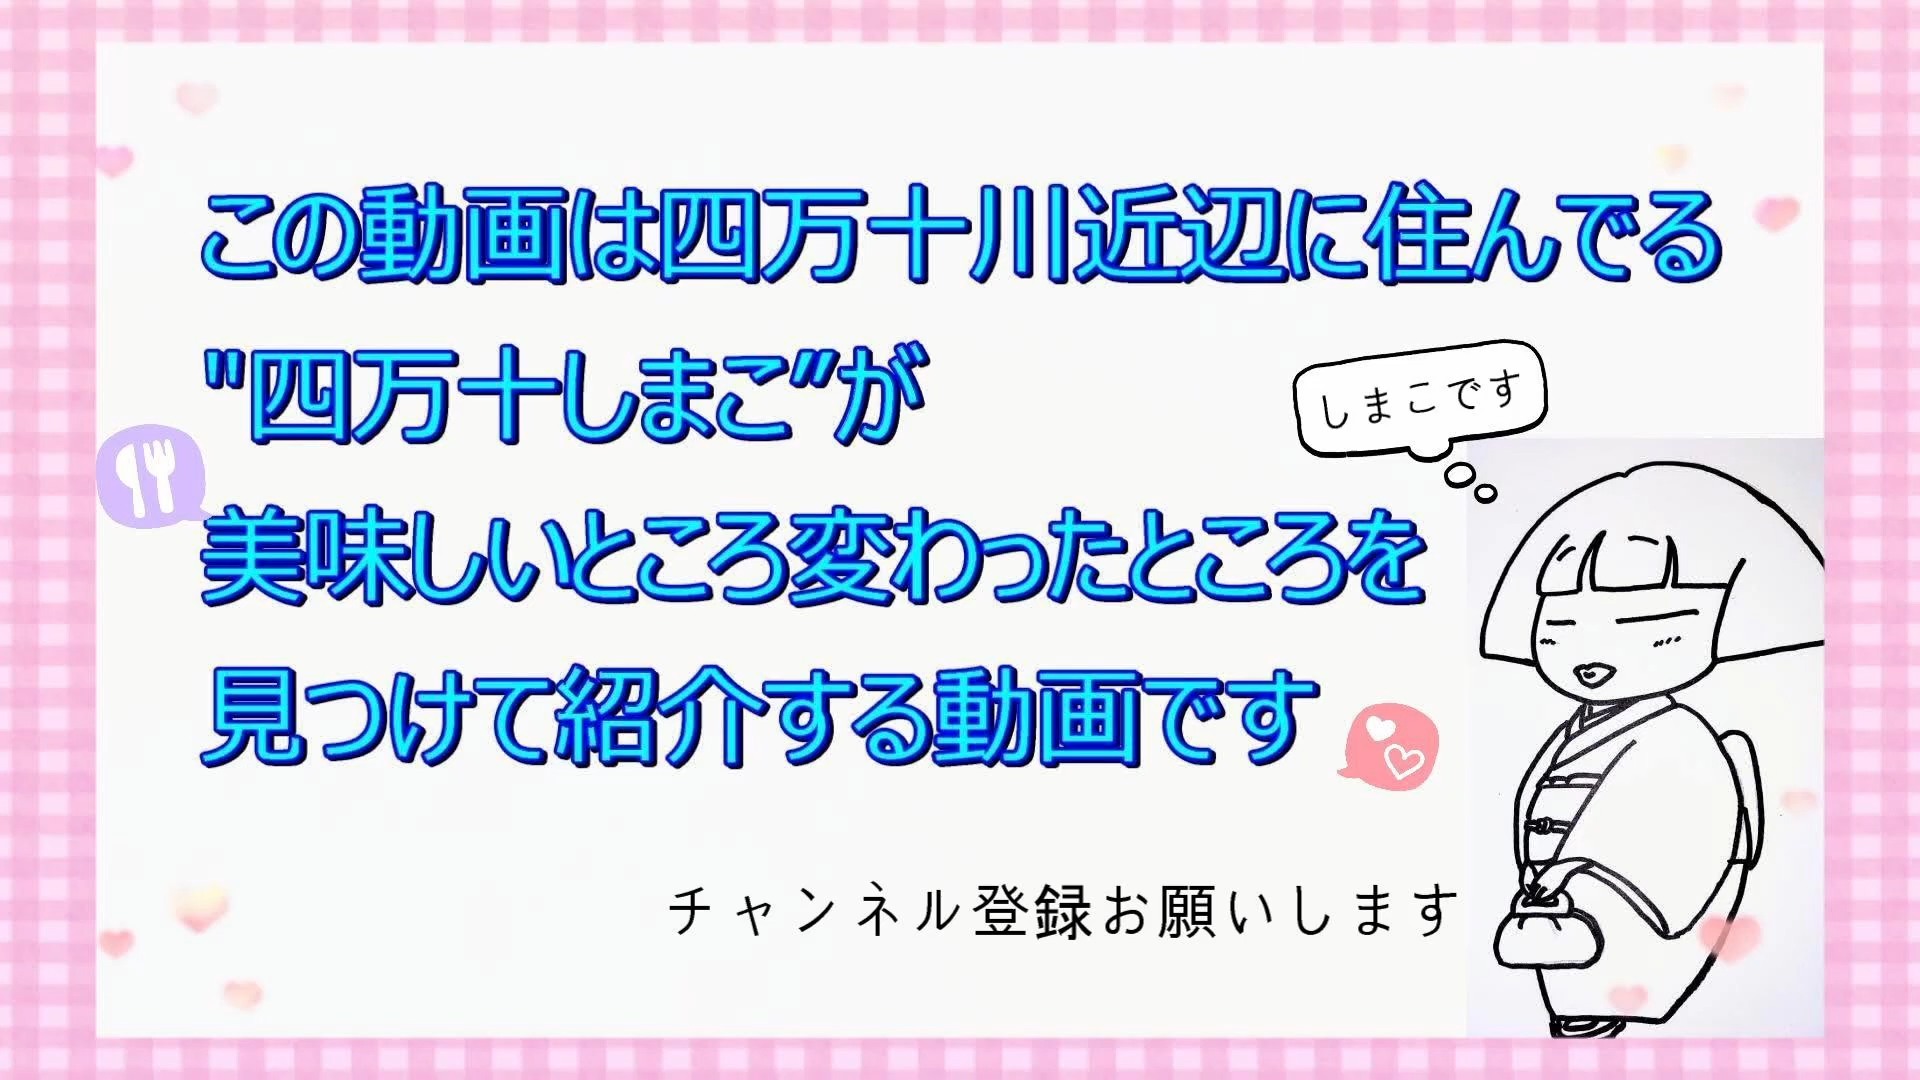 この動画は四万十川近辺に住んでる
"四万十しまこ”が
しまこです
美味しいところ変わったところを
見つけて紹介する動画です
チャンネル登録お願いします